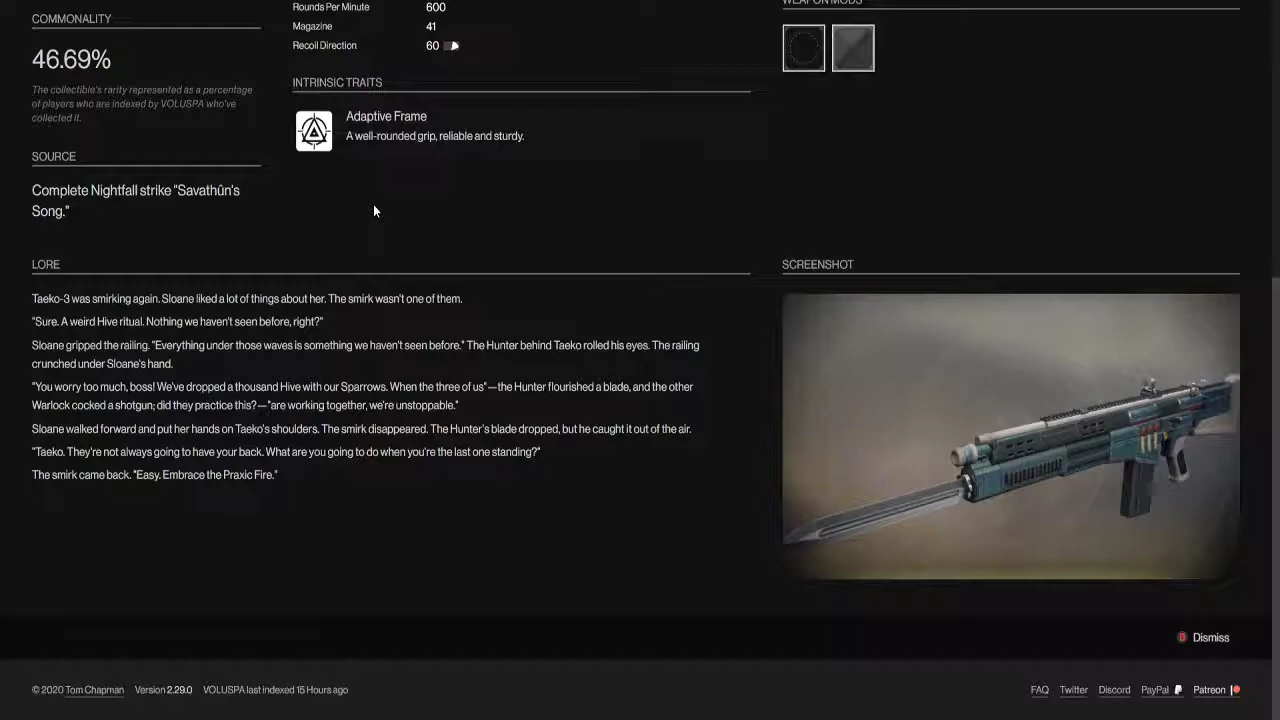 COMMONALITY
46.69%
The collectible's rarity represented as a percentage
of players who are indexed by VOLUSPA who've
collected it.
SOURCE
Complete Nightfall strike "Savathûn's
Song."
Rounds Per Minute 600
Magazine 41
Recoil Direction 60
INTRINSIC TRAITS
Adaptive Frame
A well-rounded grip, reliable and sturdy.
WEAPON MODS
LORE
Taeko-3 was smirking again. Sloane liked a lot of things about her. The smirk wasn't one of them.
"Sure. A weird Hive ritual. Nothing we haven't seen before, right?"
Sloane gripped the railing. "Everything under those waves is something we haven't seen before." The Hunter behind Taeko rolled his eyes. The railing
crunched under Sloane's hand.
"You worry too much, boss! We've dropped a thousand Hive with our Sparrows. When the three of us"—the Hunter flourished a blade, and the other
Warlock cocked a shotgun; did they practice this?—"are working together, we're unstoppable."
Sloane walked forward and put her hands on Taeko's shoulders. The smirk disappeared. The Hunter's blade dropped, but he caught it out of the air.
"Taeko. They're not always going to have your back. What are you going to do when you're the last one standing?"
The smirk came back. "Easy. Embrace the Praxic Fire."
SCREENSHOT
B Dismiss
© 2020 Tom Chapman Version 2.29.0 VOLUSPA last indexed 15 Hours ago
FAQ Twitter Discord PayPal Patreon